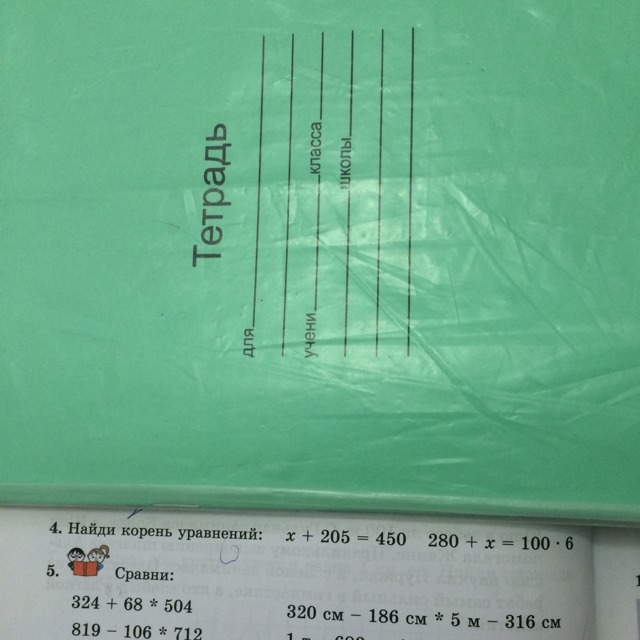 Тетрадь
для
учени класса
школы
4. Найди корень уравнений: x + 205 = 450 280 + x = 100 · 6
5. Сравни:
324 + 68 * 504 320 см − 186 см * 5 м − 316 см
819 − 106 * 712